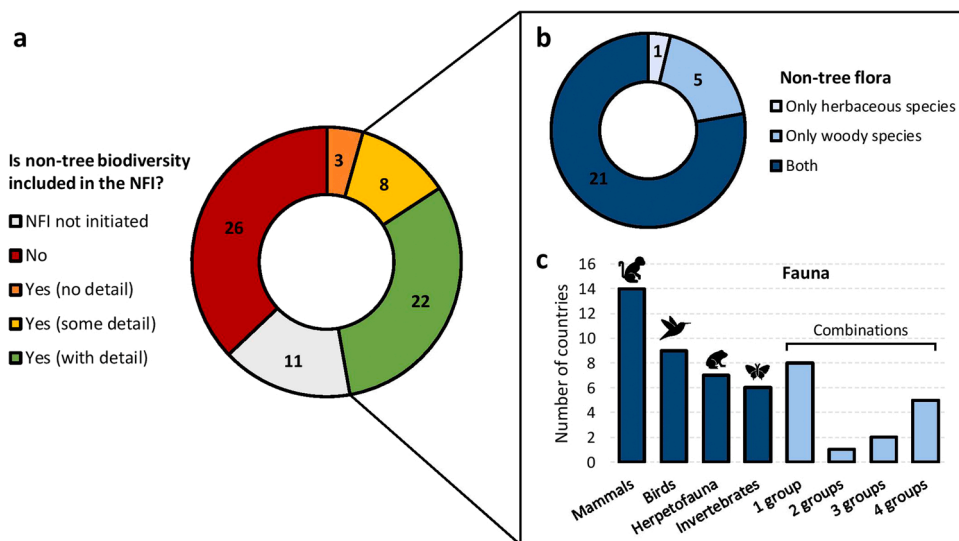 a
Is non-tree biodiversity
included in the NFI?
NFI not initiated
No
Yes (no detail)
Yes (some detail)
Yes (with detail)
3
8
22
11
26
b
1
5
21
Non-tree flora
Only herbaceous species
Only woody species
Both
c
Fauna
Combinations
Number of countries
16
14
12
10
8
6
4
2
0
Mammals
Birds
Herpetofauna
Invertebrates
1 group
2 groups
3 groups
4 groups